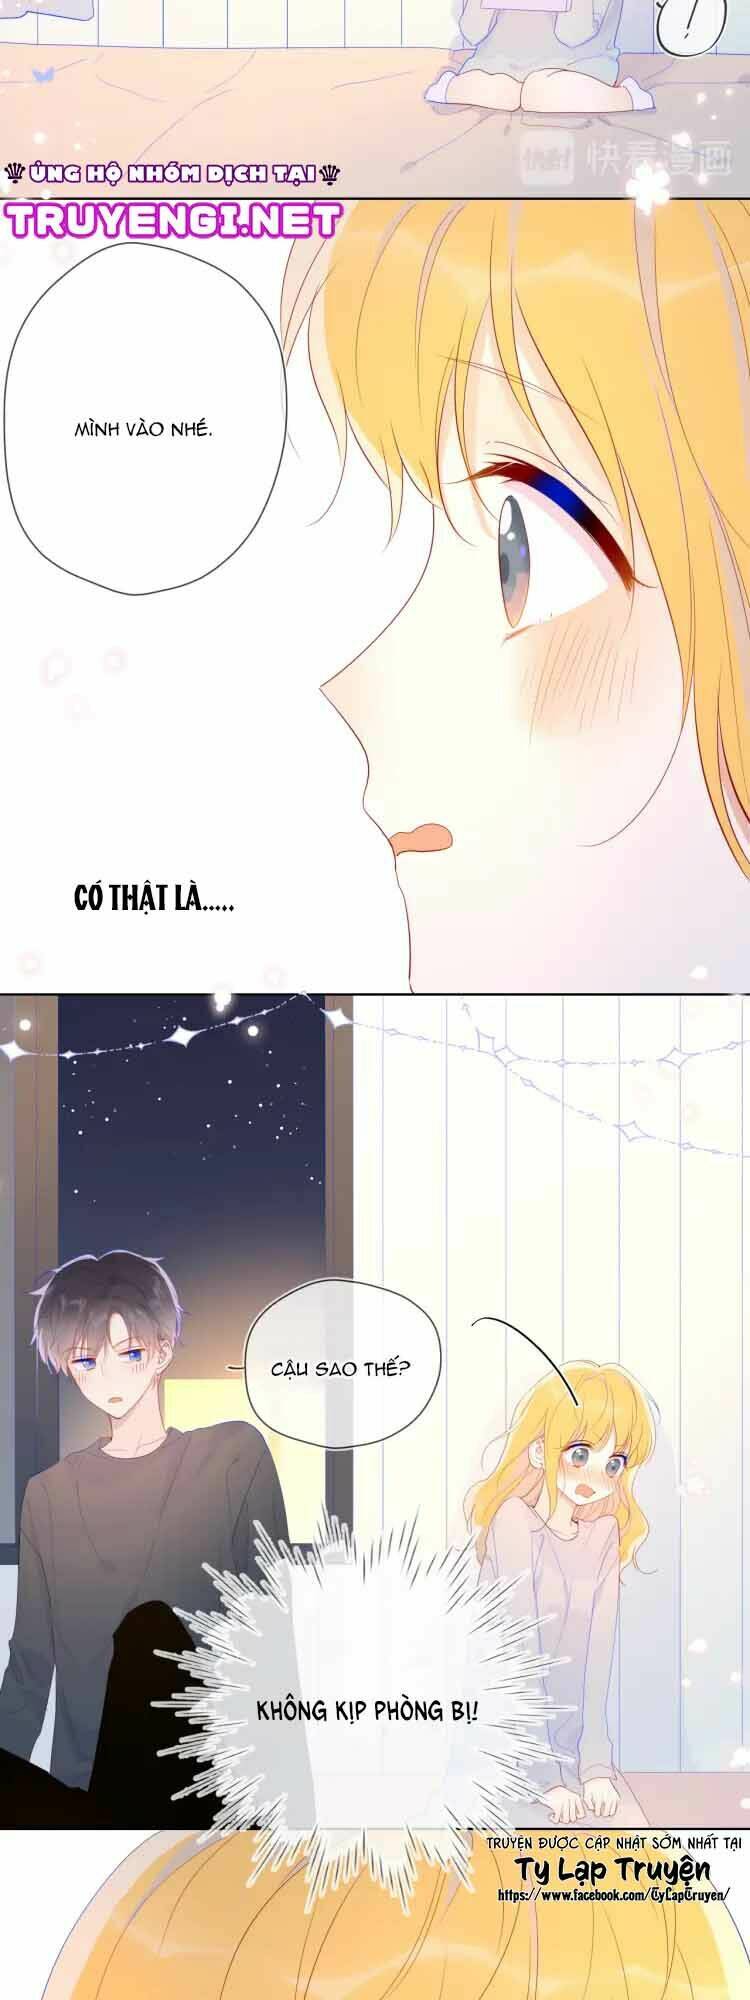 !
快看漫画
ỦNG HỘ NHÓM DỊCH TẠI
TRUYENGI.NET
MÌNH VÀO NHÉ.
CÓ THẬT LÀ.....
CẬU SAO THẾ?
KHÔNG KỊP PHÒNG BỊ!
TRUYỆN ĐƯỢC CẬP NHẬT SỚM NHẤT TẠI
Ty Lạp Truyện
https://www.facebook.com/TyLapTruyen/